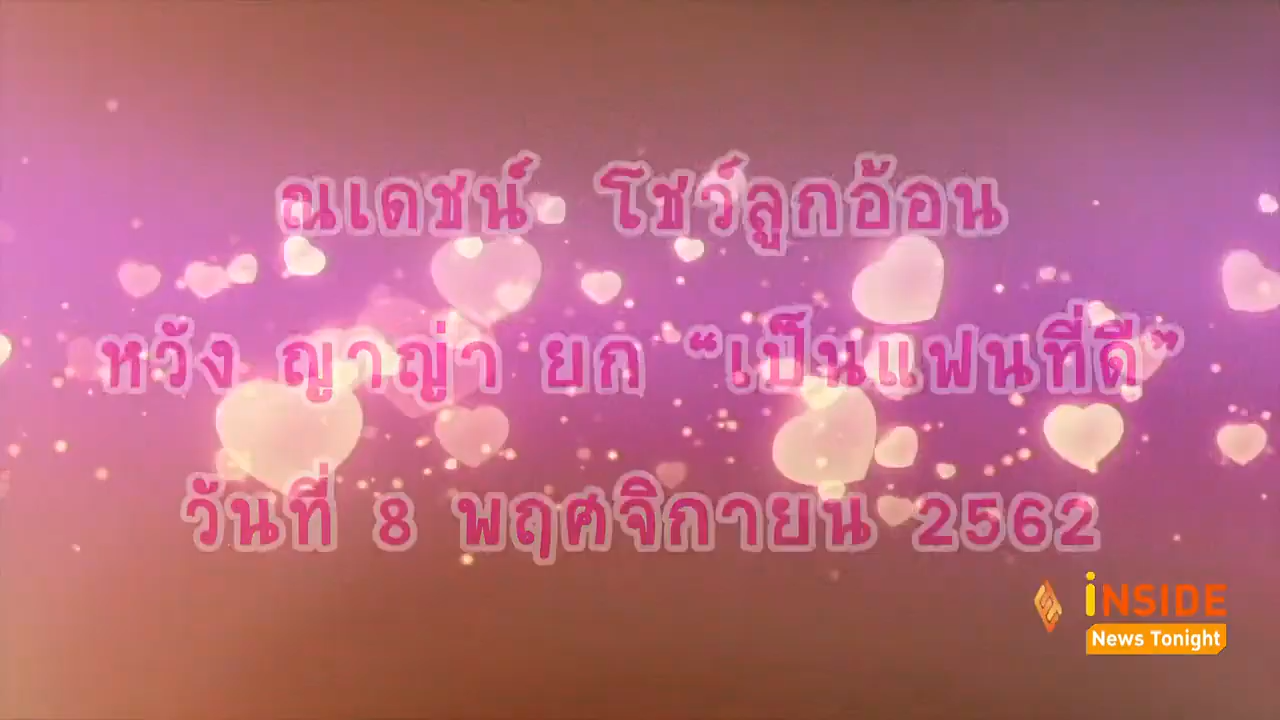 ณเดชน์ โชว์ลูกอ้อน
หวัง ญาญ่า ยก “เป็นแฟนที่ดี”
วันที่ 8 พฤศจิกายน 2562
iNSIDE
News Tonight